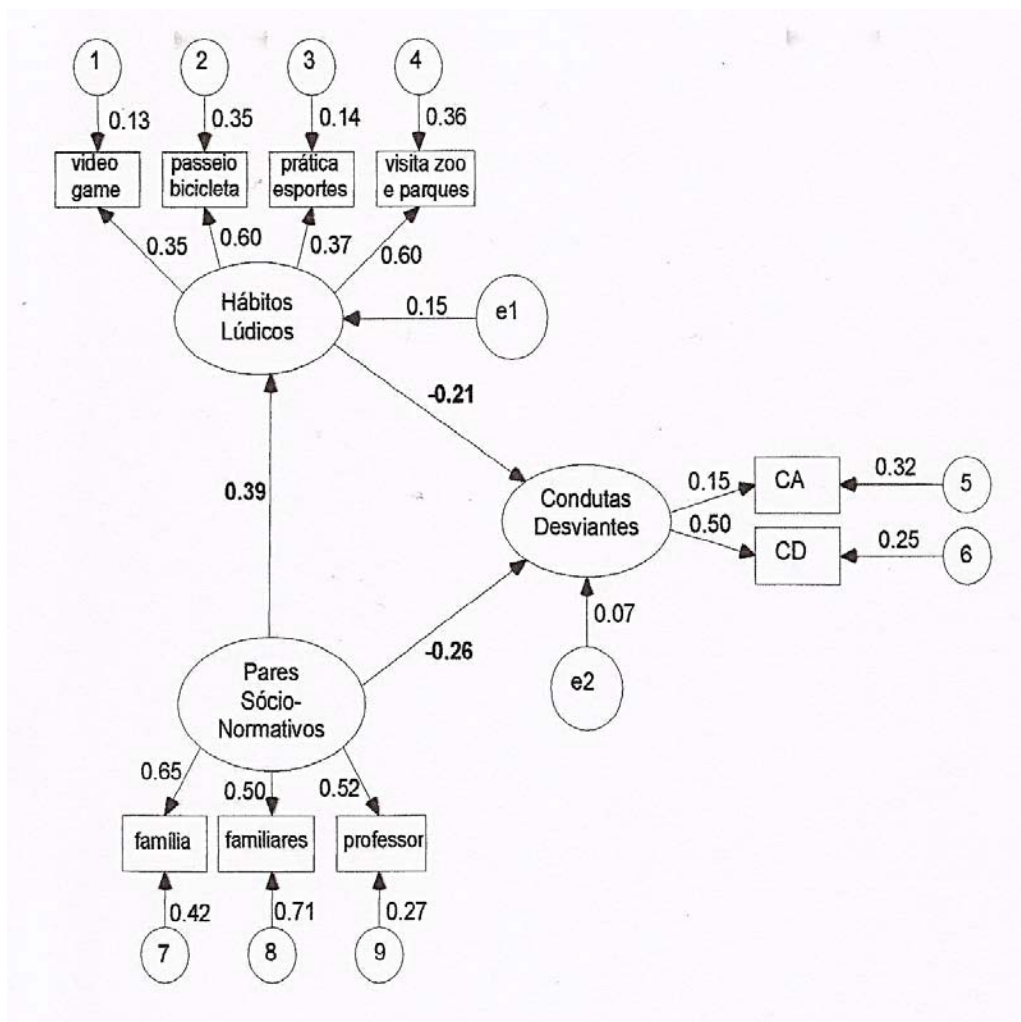 1
2
3
4
0.13
0.35
0.14
0.36
video
game
passeio
bicicleta
prática
esportes
visita zoo
e parques
0.35
0.60
0.37
0.60
Hábitos
Lúdicos
0.15
e1
-0.21
0.39
Condutas
Desviantes
0.15
CA
0.32
5
0.50
CD
0.25
6
0.07
e2
-0.26
Pares
Sócio-
Normativos
0.65
0.50
0.52
família
familiares
professor
0.42
0.71
0.27
7
8
9